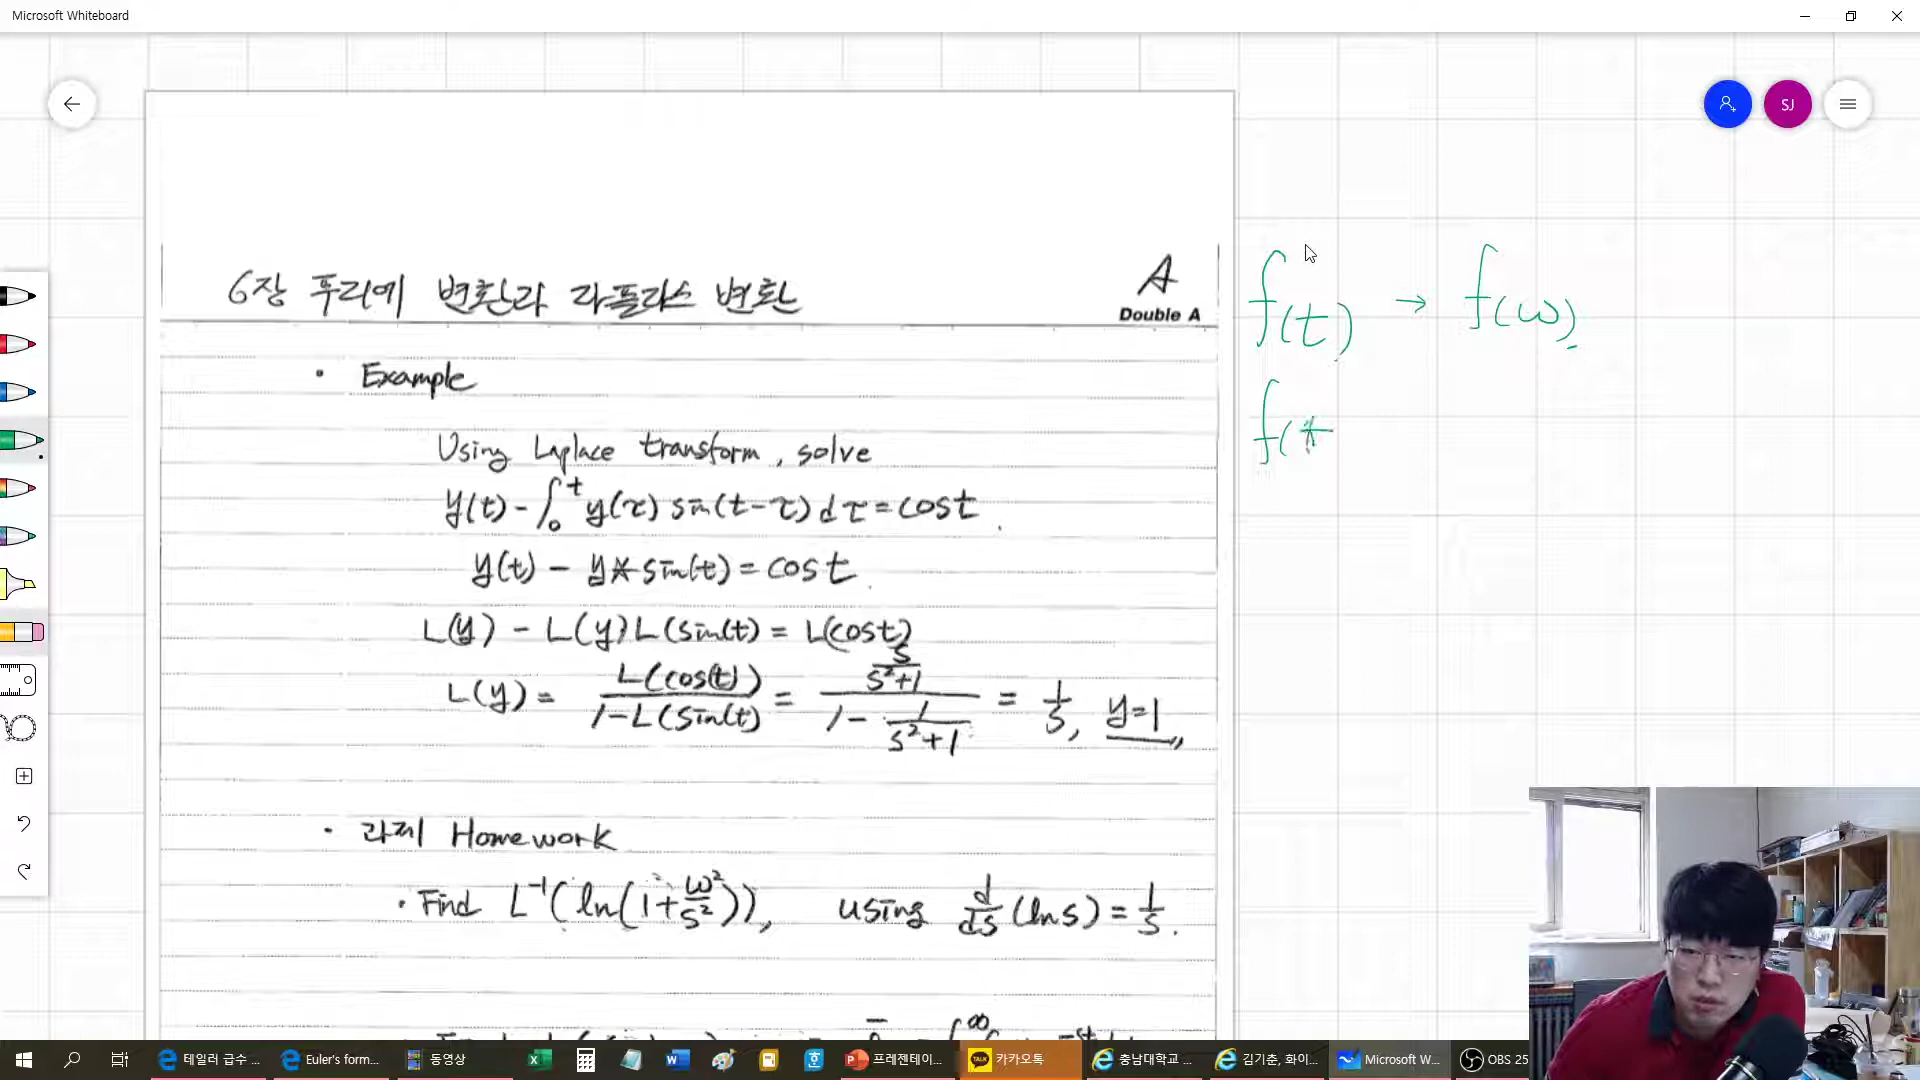 Microsoft Whiteboard
SJ
6장 푸리에 변환과 라플라스 변환
A
Double A
f(t) → f(ω)
f(t
• Example
Using Laplace transform, solve
y(t) - ∫₀ᵗ y(τ) sin(t-τ) dτ = cos t.
y(t) - y*sin(t) = cos t.
L(y) - L(y) L(sin(t) = L(cost)
L(y) = L(cos(t)) / 1-L(sin(t) = s/s²+1 / 1 - 1/s²+1 = 1/s, y=1
• 과제 Homework
• Find L⁻¹(ln(1+ω²/s²)), using d/ds (ln s) = 1/s.
테일러 급수 ...
Euler's form...
동영상
프레젠테이...
TALK
카카오톡
충남대학교 ...
김기춘, 화이...
Microsoft W...
OBS 25